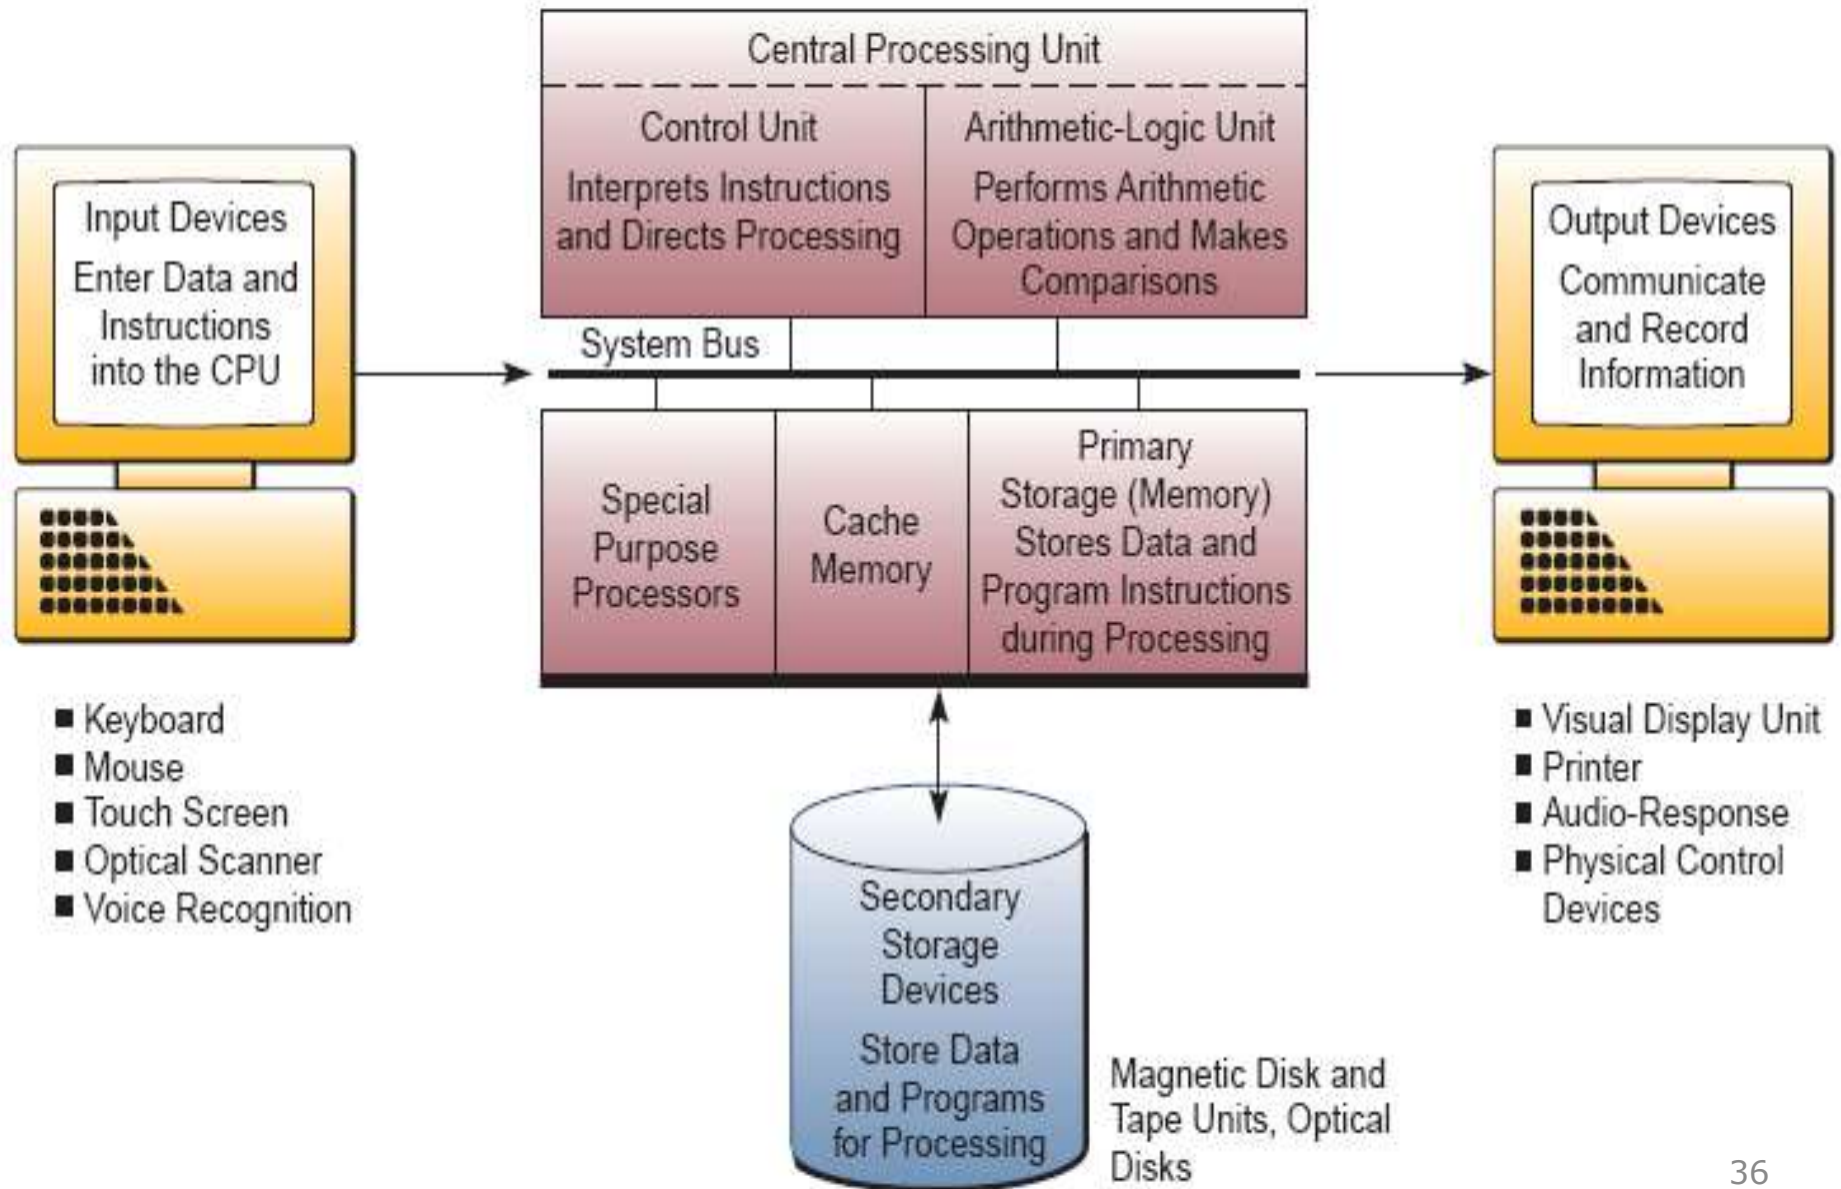 Central Processing Unit
Control Unit
Interprets Instructions
and Directs Processing
Arithmetic-Logic Unit
Performs Arithmetic
Operations and Makes
Comparisons
Input Devices
Enter Data and
Instructions
into the CPU
System Bus
Output Devices
Communicate
and Record
Information
Special
Purpose
Processors
Cache
Memory
Primary
Storage (Memory)
Stores Data and
Program Instructions
during Processing
■ Keyboard
■ Mouse
■ Touch Screen
■ Optical Scanner
■ Voice Recognition
■ Visual Display Unit
■ Printer
■ Audio-Response
■ Physical Control
Devices
Secondary
Storage
Devices
Store Data
and Programs
for Processing
Magnetic Disk and
Tape Units, Optical
Disks
36